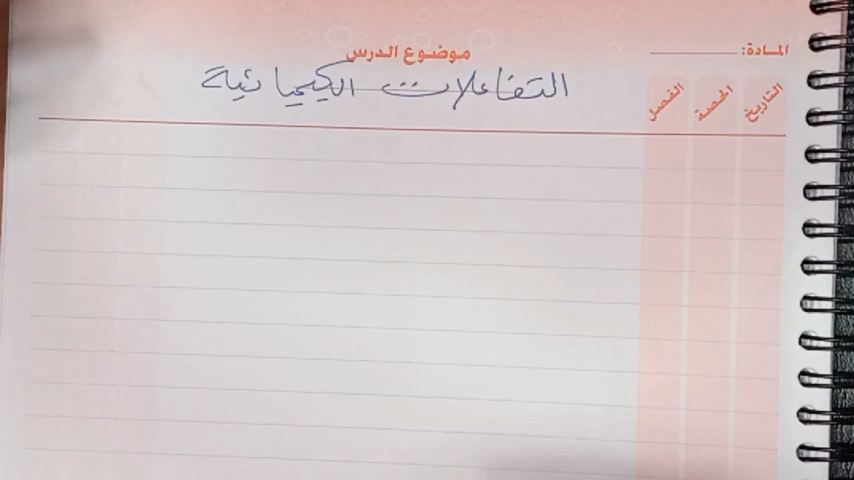 المادة:
موضوع الدرس
التفاعلات الكيميائية
التاريخ
الحصة
الفصل